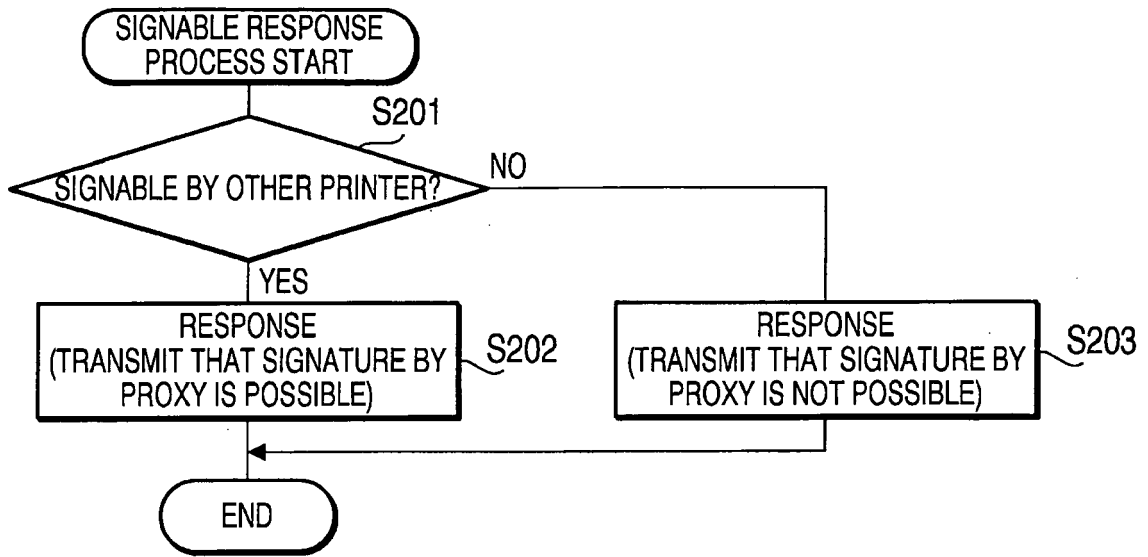 SIGNABLE RESPONSE
PROCESS START
S201
SIGNABLE BY OTHER PRINTER?
NO
YES
RESPONSE
(TRANSMIT THAT SIGNATURE BY
PROXY IS POSSIBLE)
S202
RESPONSE
(TRANSMIT THAT SIGNATURE BY
PROXY IS NOT POSSIBLE)
S203
END